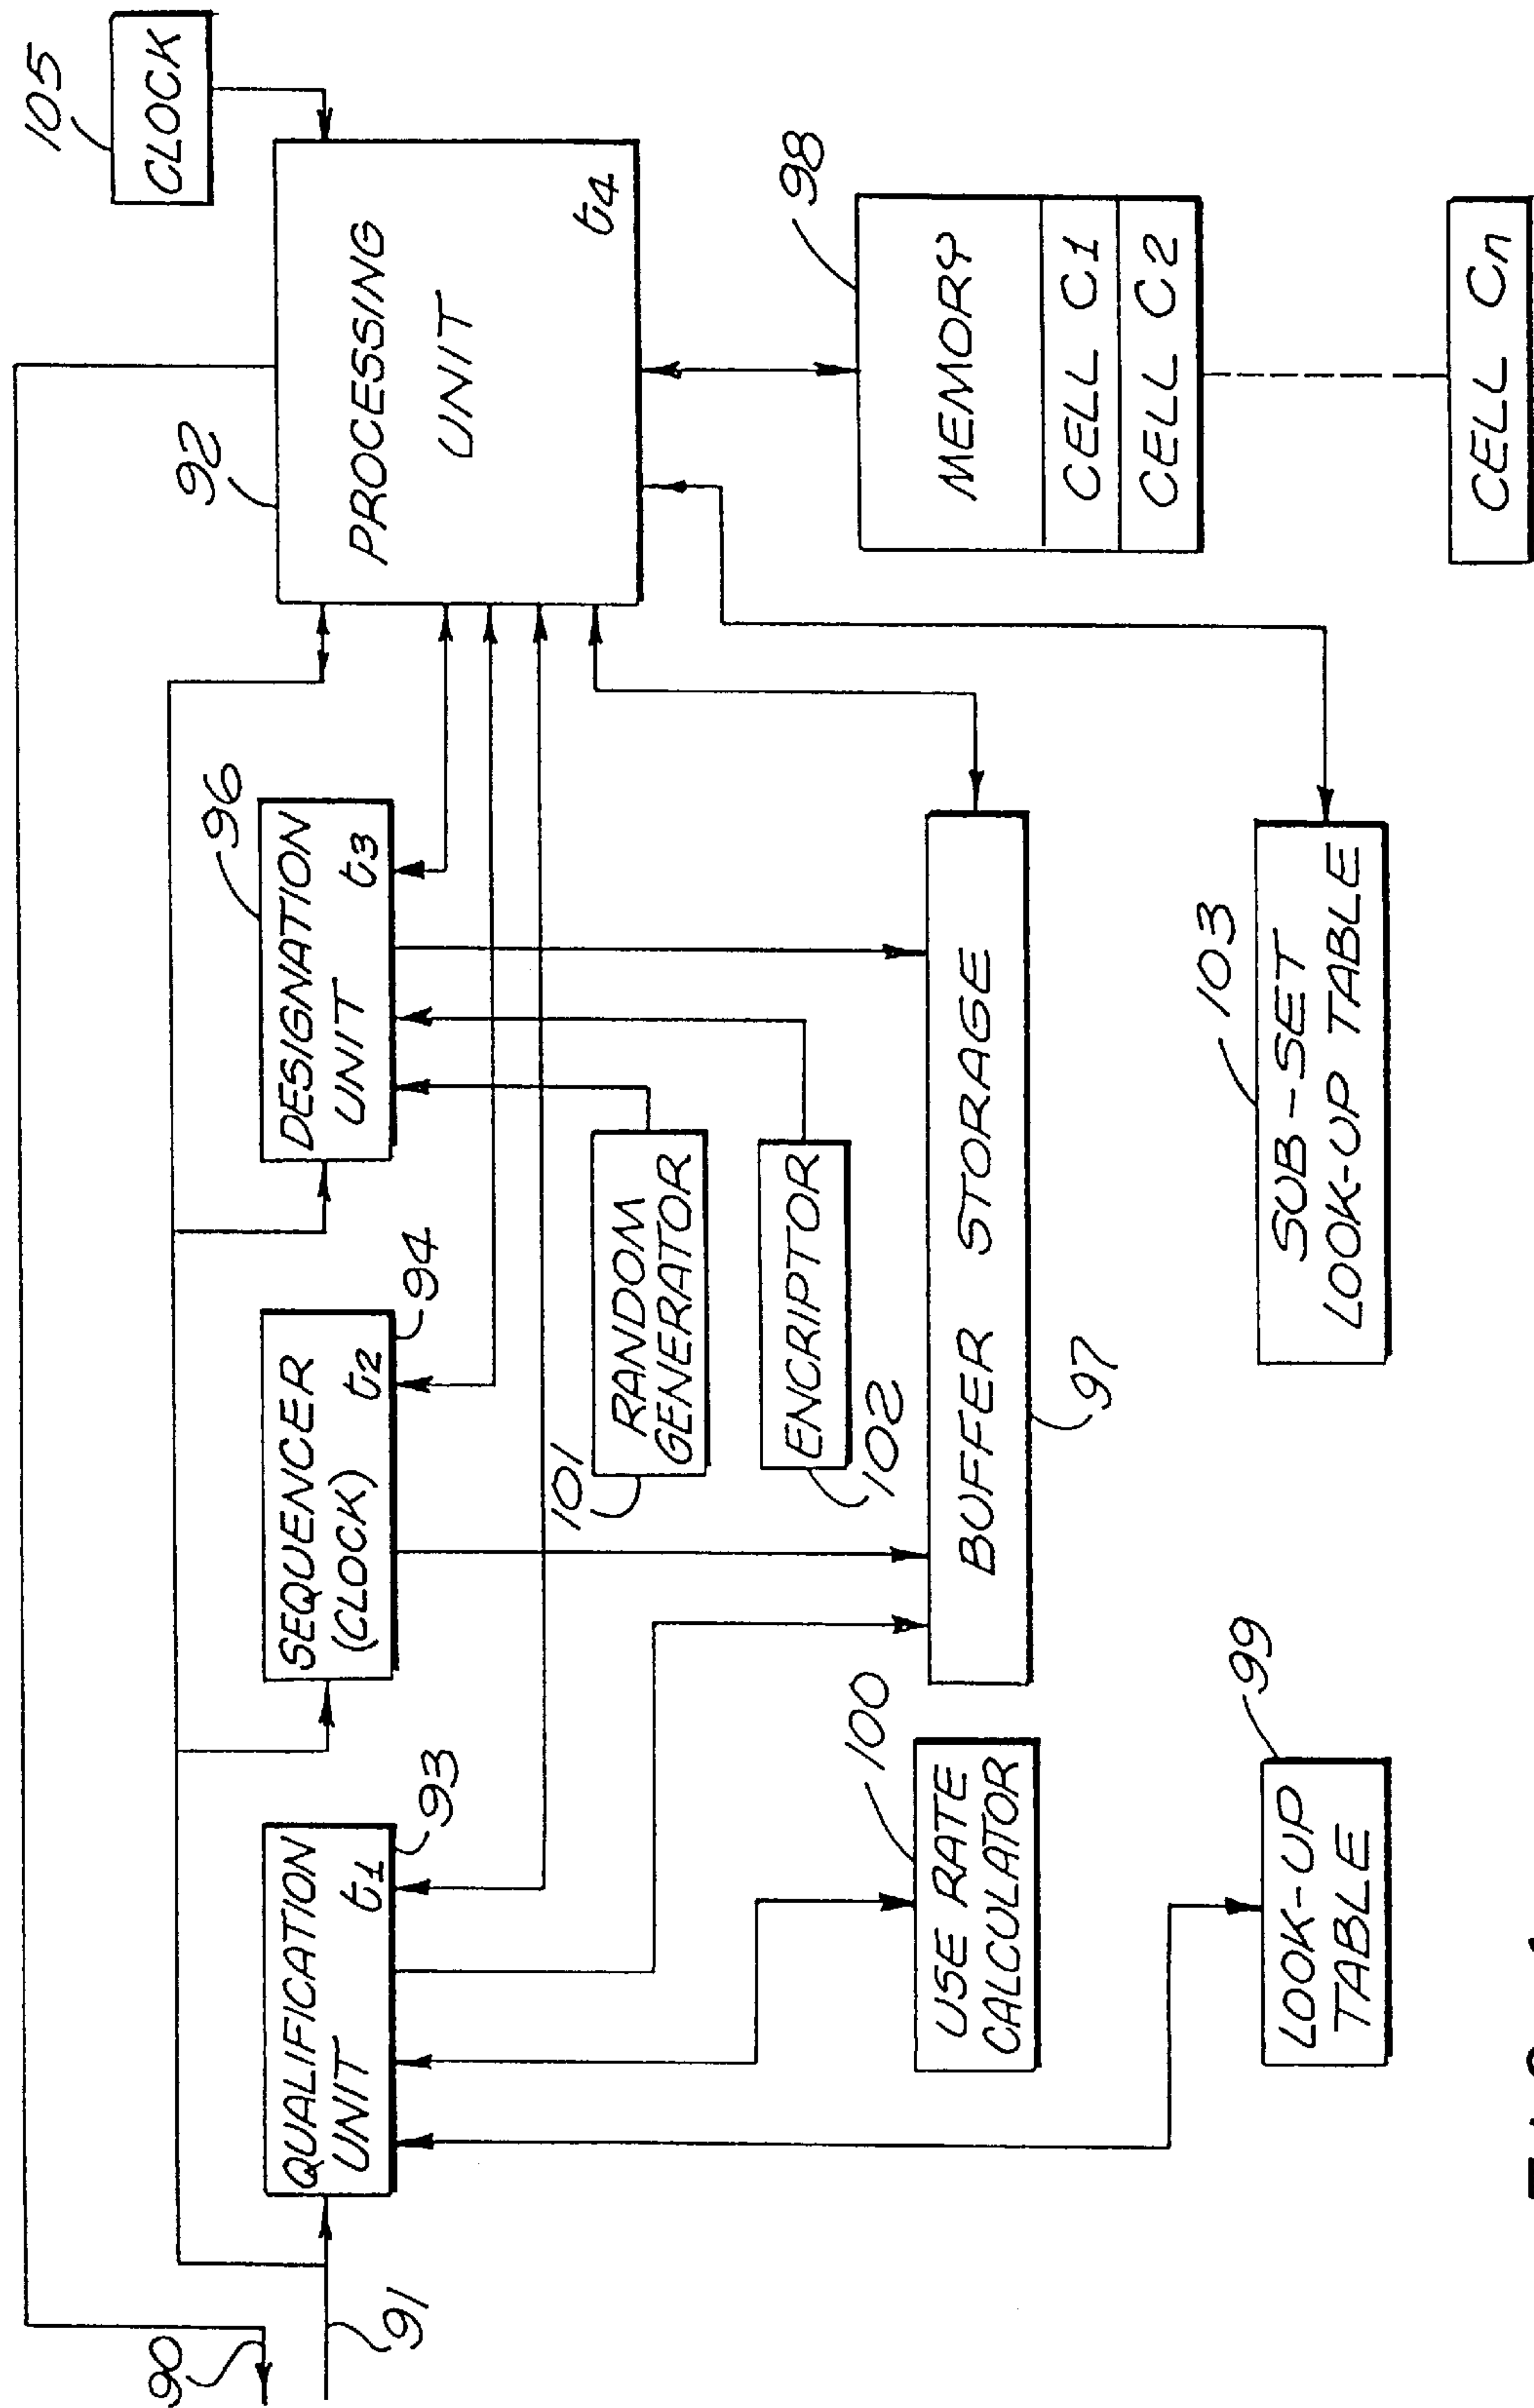 90
91
QUALIFICATION
UNIT
t1
93
SEQUENCER
(CLOCK)
t2
94
DESIGNATION
UNIT
t3
96
92
PROCESSING
UNIT
t4
105
CLOCK
101
RANDOM
GENERATOR
ENCRIPTOR
102
100
USE RATE
CALCULATOR
BUFFER STORAGE
97
98
MEMORY
CELL C1
CELL C2
CELL Cn
99
LOOK-UP
TABLE
103
SUB-SET
LOOK-UP TABLE